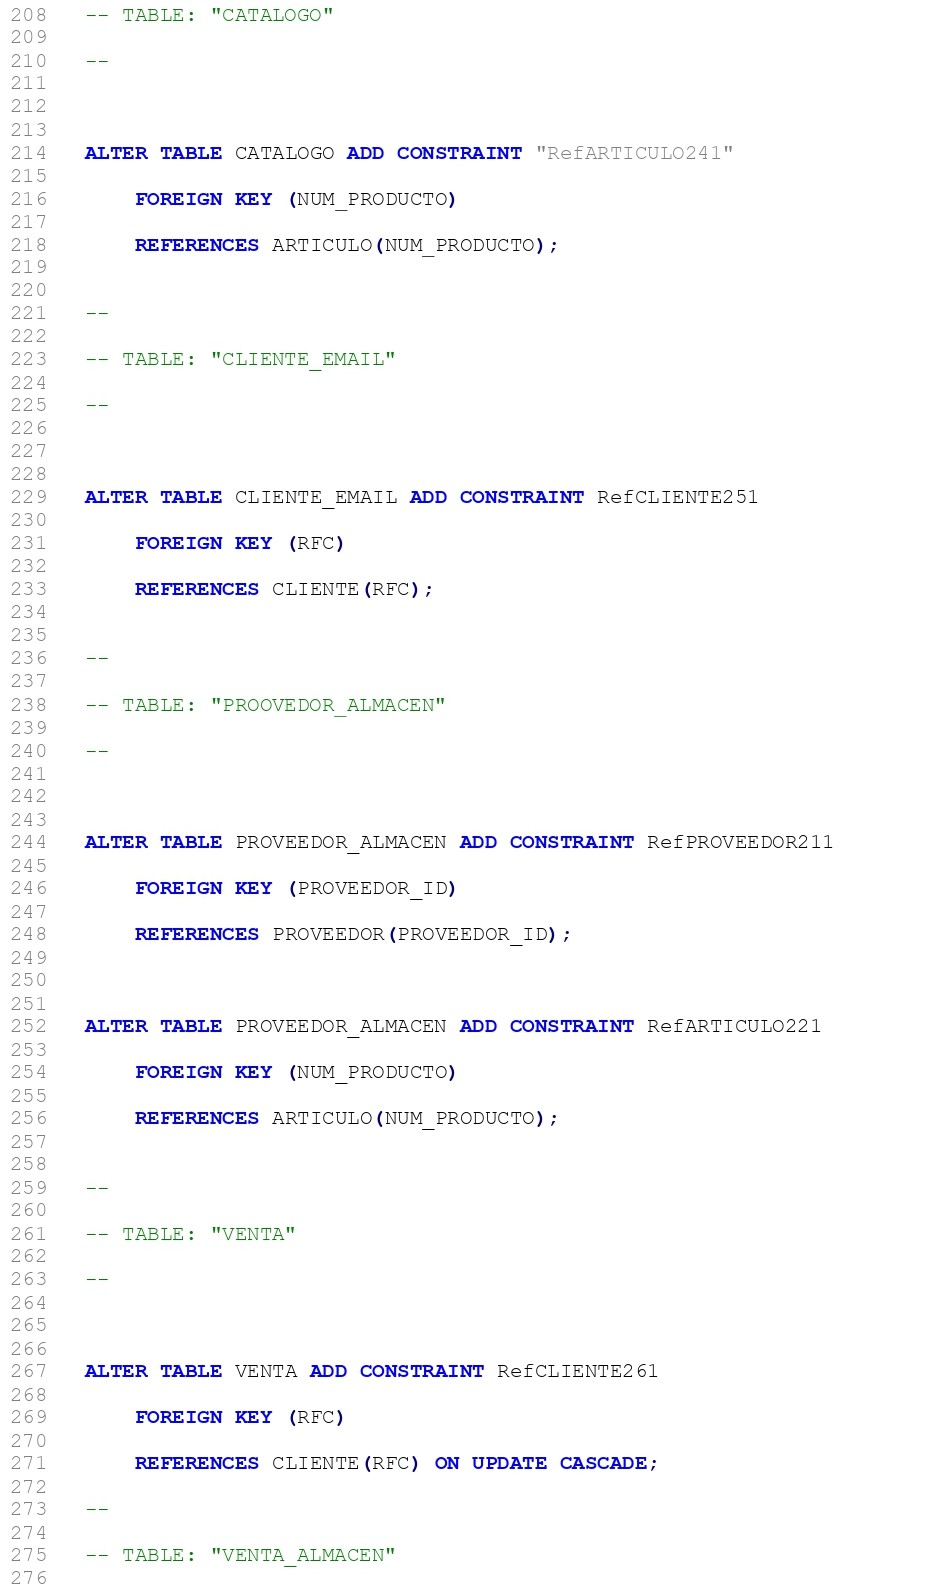 208 -- TABLE: "CATALOGO"
209
210 --
211
212
213
214 ALTER TABLE CATALOGO ADD CONSTRAINT "RefARTICULO241"
215
216 FOREIGN KEY (NUM_PRODUCTO)
217
218 REFERENCES ARTICULO(NUM_PRODUCTO);
219
220
221 --
222
223 -- TABLE: "CLIENTE_EMAIL"
224
225 --
226
227
228
229 ALTER TABLE CLIENTE_EMAIL ADD CONSTRAINT RefCLIENTE251
230
231 FOREIGN KEY (RFC)
232
233 REFERENCES CLIENTE(RFC);
234
235
236 --
237
238 -- TABLE: "PROOVEDOR_ALMACEN"
239
240 --
241
242
243
244 ALTER TABLE PROVEEDOR_ALMACEN ADD CONSTRAINT RefPROVEEDOR211
245
246 FOREIGN KEY (PROVEEDOR_ID)
247
248 REFERENCES PROVEEDOR(PROVEEDOR_ID);
249
250
251
252 ALTER TABLE PROVEEDOR_ALMACEN ADD CONSTRAINT RefARTICULO221
253
254 FOREIGN KEY (NUM_PRODUCTO)
255
256 REFERENCES ARTICULO(NUM_PRODUCTO);
257
258
259 --
260
261 -- TABLE: "VENTA"
262
263 --
264
265
266
267 ALTER TABLE VENTA ADD CONSTRAINT RefCLIENTE261
268
269 FOREIGN KEY (RFC)
270
271 REFERENCES CLIENTE(RFC) ON UPDATE CASCADE;
272
273 --
274
275 -- TABLE: "VENTA_ALMACEN"
276